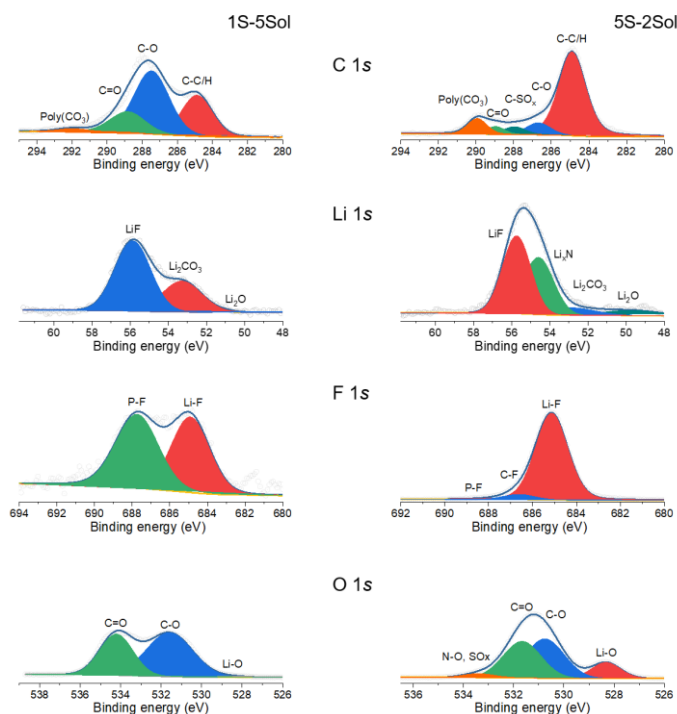 1S-5Sol
5S-2Sol
C 1s
C-O
C=O
C-C/H
Poly(CO₃)
294 292 290 288 286 284 282 280
Binding energy (eV)
C-C/H
Poly(CO₃)
C-SOₓ
C-O
C=O
294 292 290 288 286 284 282 280
Binding energy (eV)
Li 1s
LiF
Li₂CO₃
Li₂O
60 58 56 54 52 50 48
Binding energy (eV)
LiF
LiₓN
Li₂CO₃
Li₂O
60 58 56 54 52 50 48
Binding energy (eV)
F 1s
P-F
Li-F
694 692 690 688 686 684 682 680
Binding energy (eV)
Li-F
C-F
P-F
692 690 688 686 684 682 680
Binding energy (eV)
O 1s
C=O
C-O
Li-O
538 536 534 532 530 528 526
Binding energy (eV)
C=O
C-O
N-O, SOx
Li-O
536 534 532 530 528 526
Binding energy (eV)